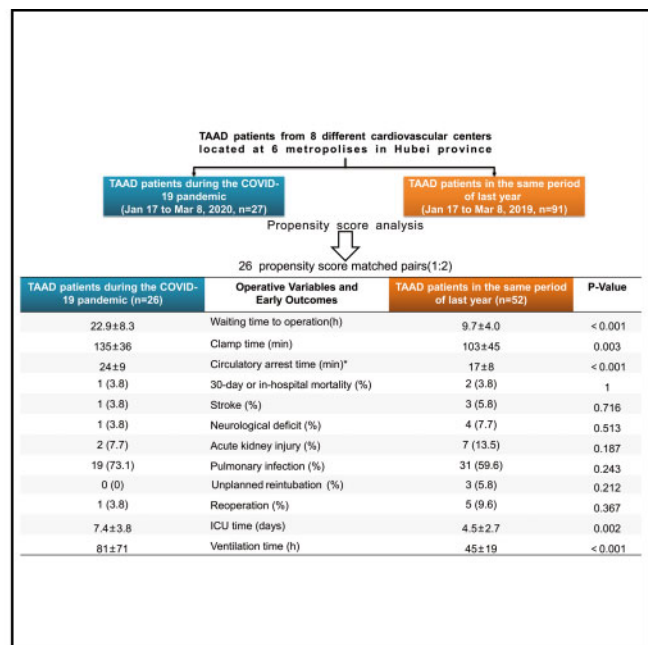 TAAD patients from 8 different cardiovascular centers
located at 6 metropolises in Hubei province
TAAD patients during the COVID-
19 pandemic
(Jan 17 to Mar 8, 2020, n=27)
TAAD patients in the same period
of last year
(Jan 17 to Mar 8, 2019, n=91)
Propensity score analysis
26 propensity score matched pairs(1:2)
TAAD patients during the COVID-
19 pandemic (n=26)
Operative Variables and
Early Outcomes
TAAD patients in the same period
of last year (n=52)
P-Value
22.9±8.3 Waiting time to operation(h) 9.7±4.0 <0.001
135±36 Clamp time (min) 103±45 0.003
24±9 Circulatory arrest time (min)* 17±8 <0.001
1 (3.8) 30-day or in-hospital mortality (%) 2 (3.8) 1
1 (3.8) Stroke (%) 3 (5.8) 0.716
1 (3.8) Neurological deficit (%) 4 (7.7) 0.513
2 (7.7) Acute kidney injury (%) 7 (13.5) 0.187
19 (73.1) Pulmonary infection (%) 31 (59.6) 0.243
0 (0) Unplanned reintubation (%) 3 (5.8) 0.212
1 (3.8) Reoperation (%) 5 (9.6) 0.367
7.4±3.8 ICU time (days) 4.5±2.7 0.002
81±71 Ventilation time (h) 45±19 <0.001